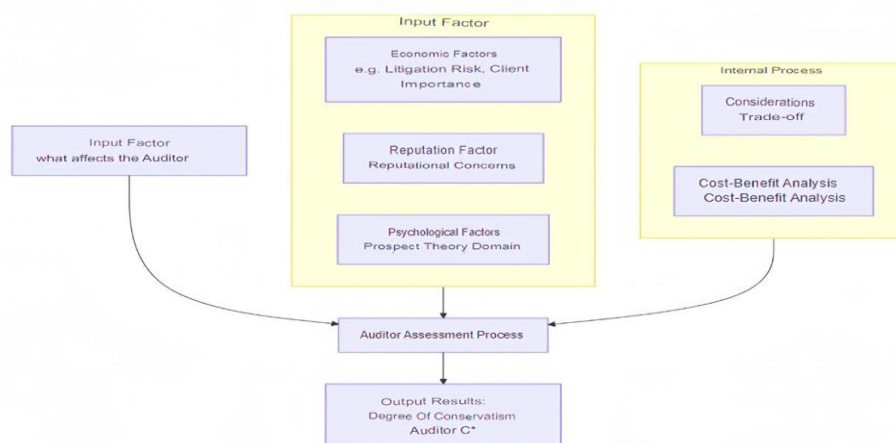 Input Factor
Economic Factors
e.g. Litigation Risk, Client
Importance
Reputation Factor
Reputational Concerns
Psychological Factors
Prospect Theory Domain
Input Factor
what affects the Auditor
Internal Process
Considerations
Trade-off
Cost-Benefit Analysis
Cost-Benefit Analysis
Auditor Assessment Process
Output Results:
Degree Of Conservatism
Auditor C*